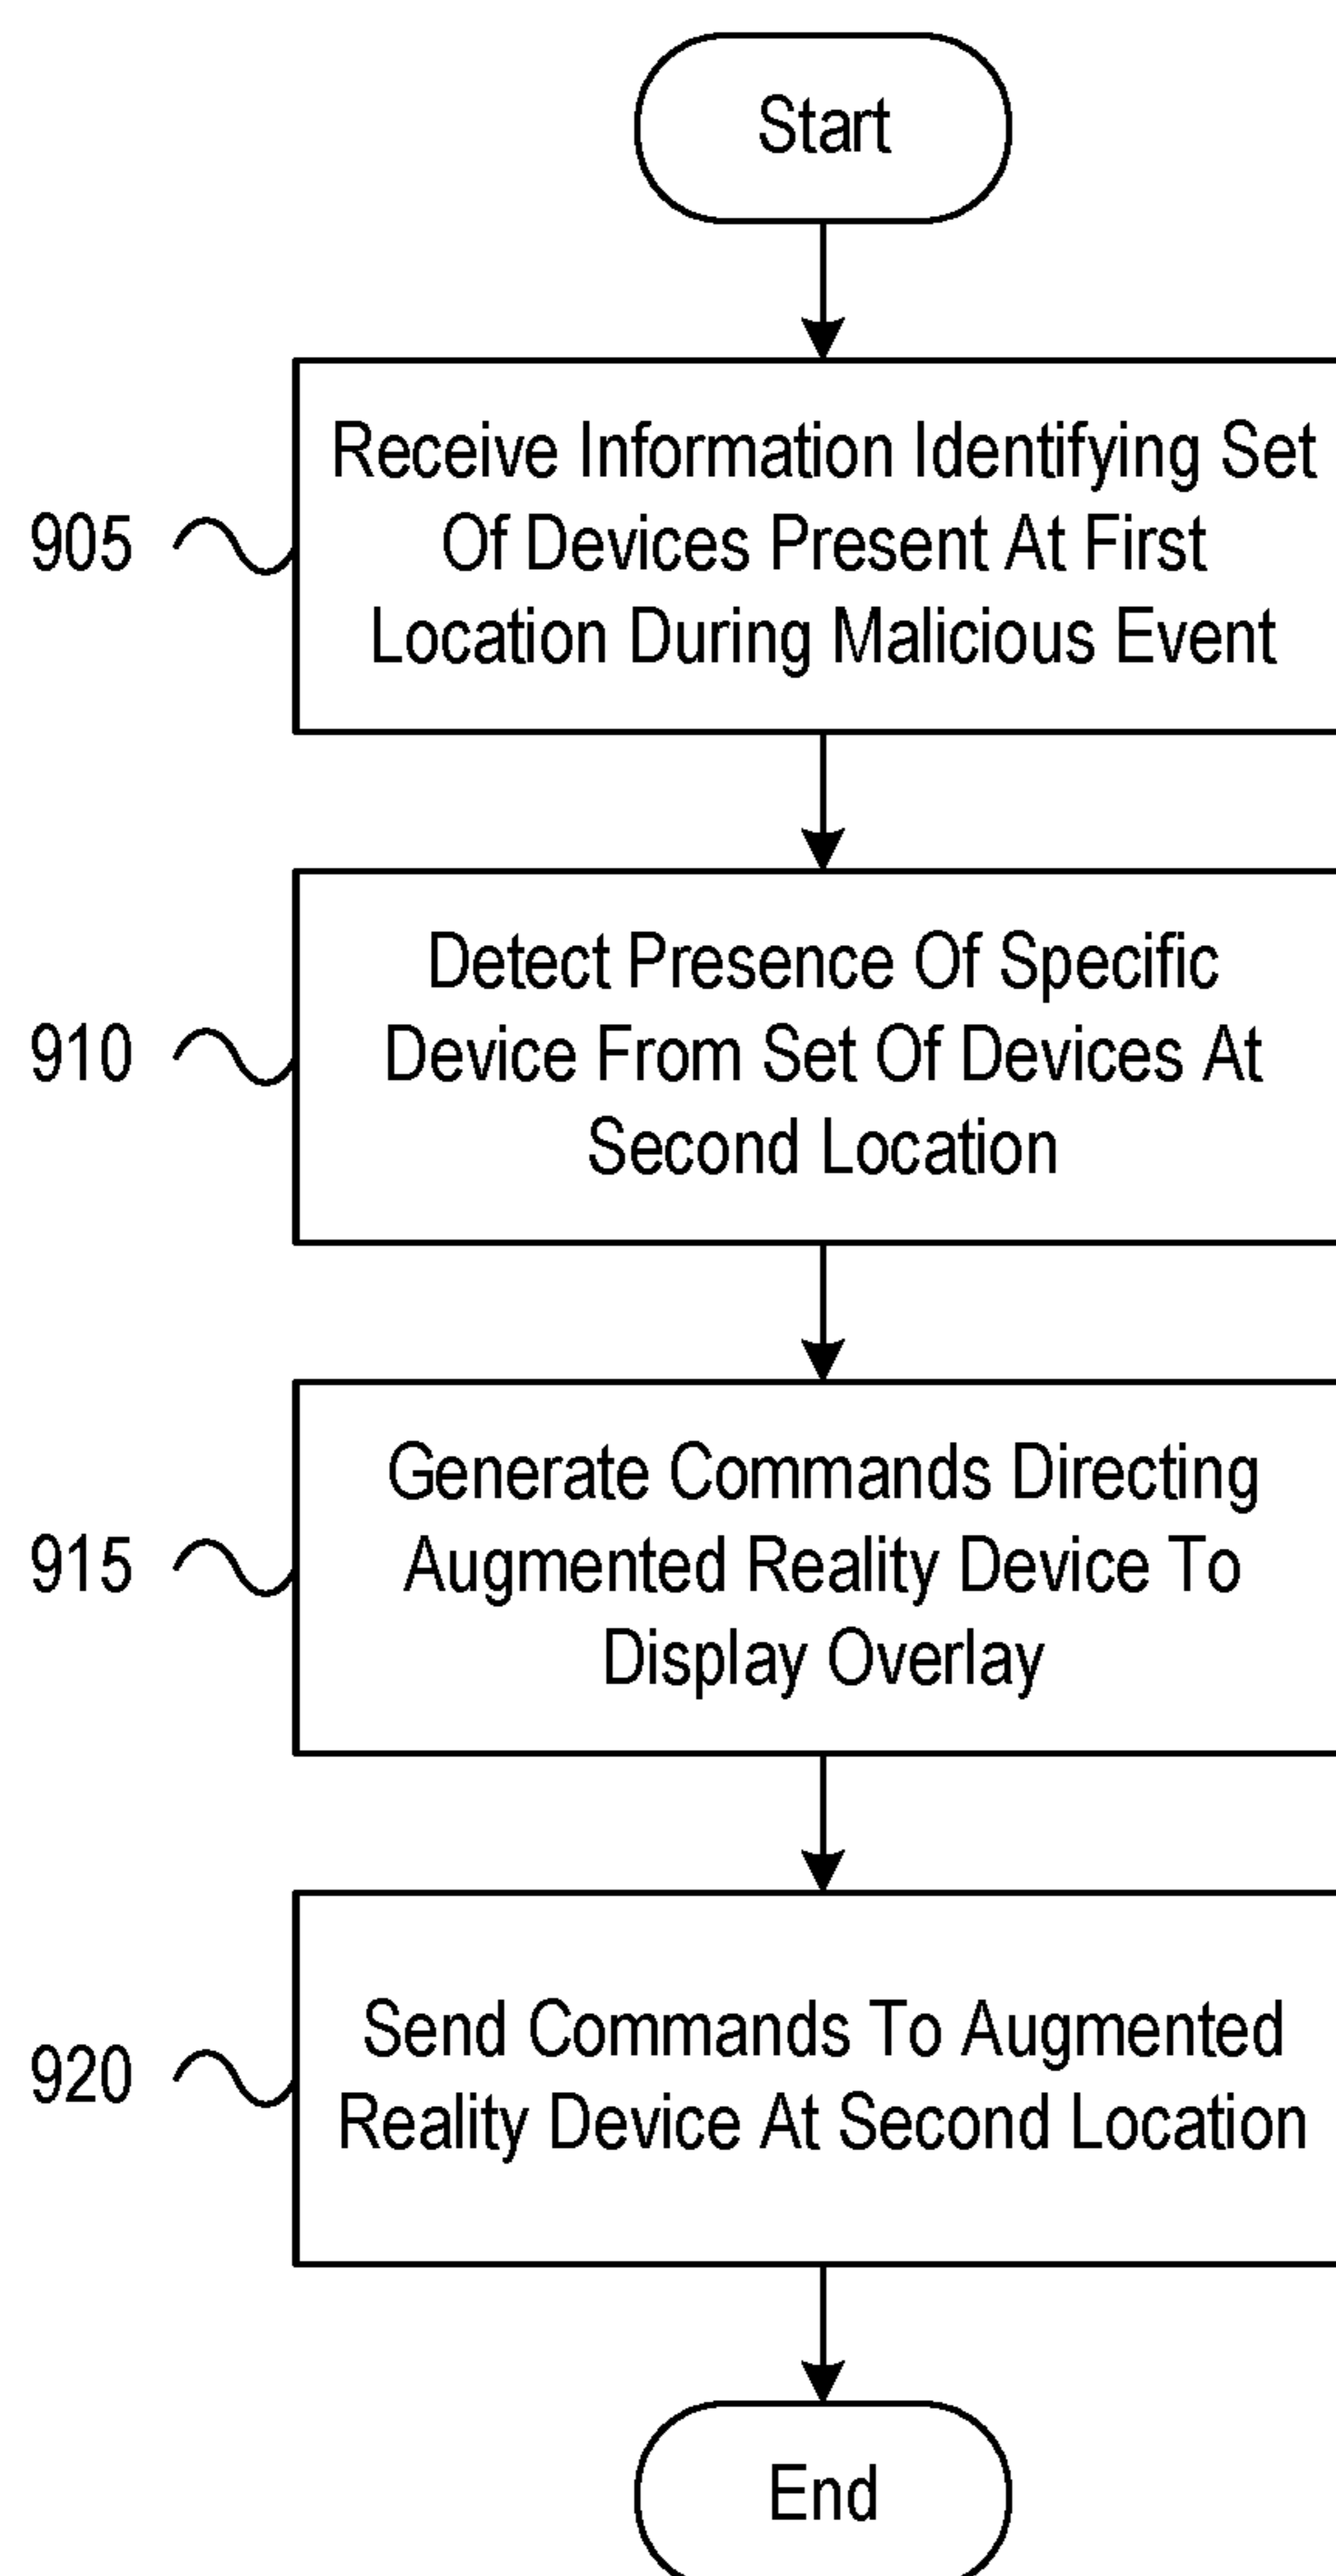 Start
Receive Information Identifying Set
Of Devices Present At First
Location During Malicious Event
905
Detect Presence Of Specific
Device From Set Of Devices At
Second Location
910
Generate Commands Directing
Augmented Reality Device To
Display Overlay
915
Send Commands To Augmented
Reality Device At Second Location
920
End